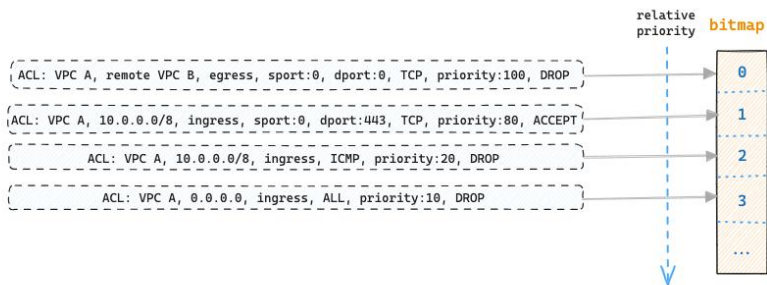 relative
priority
bitmap
ACL: VPC A, remote VPC B, egress, sport:0, dport:0, TCP, priority:100, DROP
0
ACL: VPC A, 10.0.0.0/8, ingress, sport:0, dport:443, TCP, priority:80, ACCEPT
1
ACL: VPC A, 10.0.0.0/8, ingress, ICMP, priority:20, DROP
2
ACL: VPC A, 0.0.0.0, ingress, ALL, priority:10, DROP
3
...